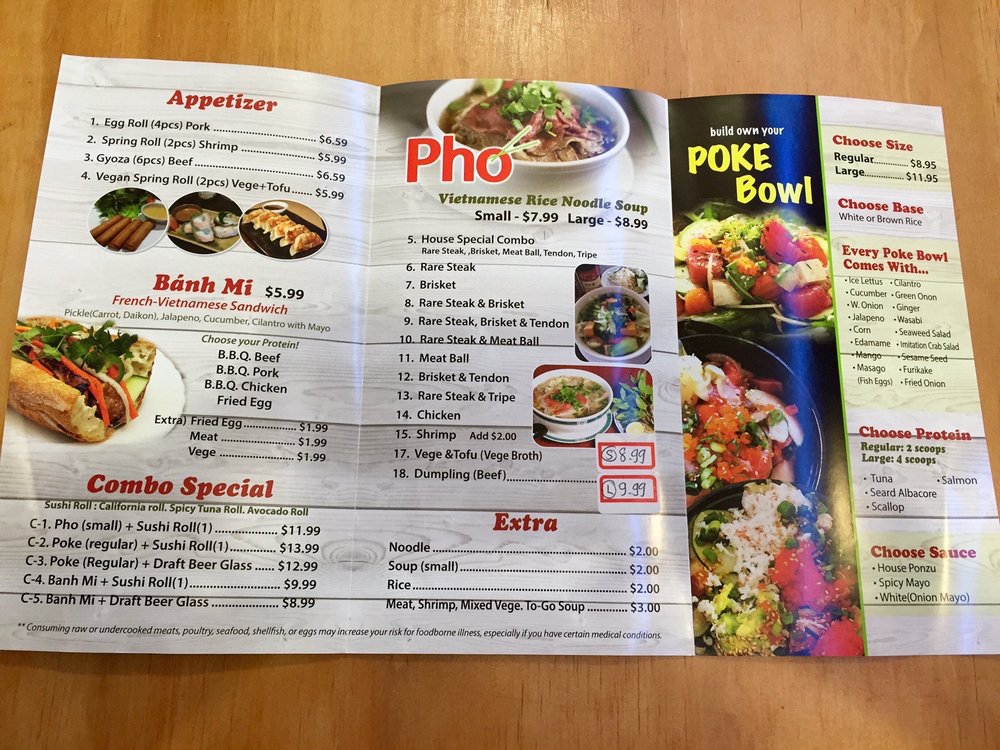 Appetizer
1. Egg Roll (4pcs) Pork ........................ $6.59
2. Spring Roll (2pcs) Shrimp .................. $5.99
3. Gyoza (6pcs) Beef ............................ $6.59
4. Vegan Spring Roll (2pcs) Vege+Tofu ...... $5.99
Bánh Mi $5.99
French-Vietnamese Sandwich
Pickle(Carrot, Daikon), Jalapeno, Cucumber, Cilantro with Mayo
Choose your Protein!
B.B.Q. Beef
B.B.Q. Pork
B.B.Q. Chicken
Fried Egg
Extra) Fried Egg ................ $1.99
Meat ...................... $1.99
Vege ...................... $1.99
Combo Special
Sushi Roll : California roll. Spicy Tuna Roll. Avocado Roll
C-1. Pho (small) + Sushi Roll(1) .................. $11.99
C-2. Poke (regular) + Sushi Roll(1) ............. $13.99
C-3. Poke (Regular) + Draft Beer Glass ..... $12.99
C-4. Banh Mi + Sushi Roll(1) ........................ $9.99
C-5. Banh Mi + Draft Beer Glass ................ $8.99
Pho
Vietnamese Rice Noodle Soup
Small - $7.99 Large - $8.99
5. House Special Combo
Rare Steak, ,Brisket, Meat Ball, Tendon, Tripe
6. Rare Steak
7. Brisket
8. Rare Steak & Brisket
9. Rare Steak, Brisket & Tendon
10. Rare Steak & Meat Ball
11. Meat Ball
12. Brisket & Tendon
13. Rare Steak & Tripe
14. Chicken
15. Shrimp Add $2.00
17. Vege &Tofu (Vege Broth)
S 8.99
18. Dumpling (Beef)........................
L 9.99
Extra
Noodle ........................................ $2.00
Soup (small) ................................. $2.00
Rice ............................................. $2.00
Meat, Shrimp, Mixed Vege. To-Go Soup ............ $3.00
** Consuming raw or undercooked meats, poultry, seafood, shellfish, or eggs may increase your risk for foodborne illness, especially if you have certain medical conditions.
build own your
POKE
Bowl
Choose Size
Regular............ $8.95
Large.............. $11.95
Choose Base
White or Brown Rice
Every Poke Bowl
Comes With...
• Ice Lettus • Cilantro
• Cucumber • Green Onon
• W. Onion • Ginger
• Jalapeno • Wasabi
• Corn • Seaweed Salad
• Edamame • Imitation Crab Salad
• Mango • Sesame Seed
• Masago • Furikake
(Fish Eggs) • Fried Onion
Choose Protein
Regular: 2 scoops
Large: 4 scoops
• Tuna • Salmon
• Seard Albacore
• Scallop
Choose Sauce
• House Ponzu
• Spicy Mayo
• White(Onion Mayo)